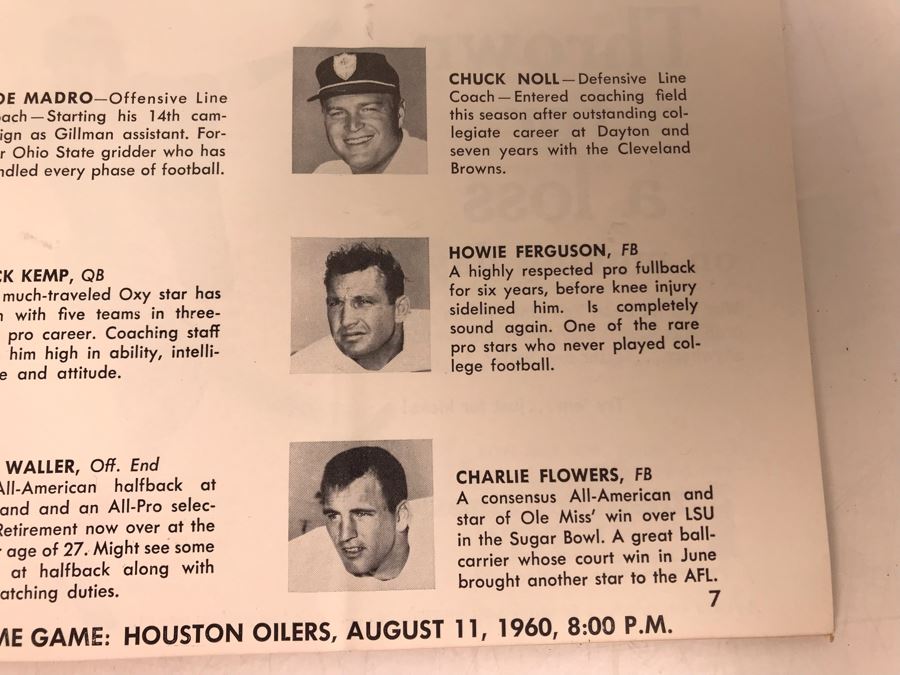 OE MADRO—Offensive Line
ach—Starting his 14th cam-
ign as Gillman assistant. For-
r Ohio State gridder who has
ndled every phase of football.
CK KEMP, QB
much-traveled Oxy star has
n with five teams in three-
pro career. Coaching staff
him high in ability, intelli-
e and attitude.
WALLER, Off. End
All-American halfback at
and and an All-Pro selec-
Retirement now over at the
r age of 27. Might see some
at halfback along with
atching duties.
CHUCK NOLL—Defensive Line
Coach—Entered coaching field
this season after outstanding col-
legiate career at Dayton and
seven years with the Cleveland
Browns.
HOWIE FERGUSON, FB
A highly respected pro fullback
for six years, before knee injury
sidelined him. Is completely
sound again. One of the rare
pro stars who never played col-
lege football.
CHARLIE FLOWERS, FB
A consensus All-American and
star of Ole Miss' win over LSU
in the Sugar Bowl. A great ball-
carrier whose court win in June
brought another star to the AFL.
7
ME GAME: HOUSTON OILERS, AUGUST 11, 1960, 8:00 P.M.